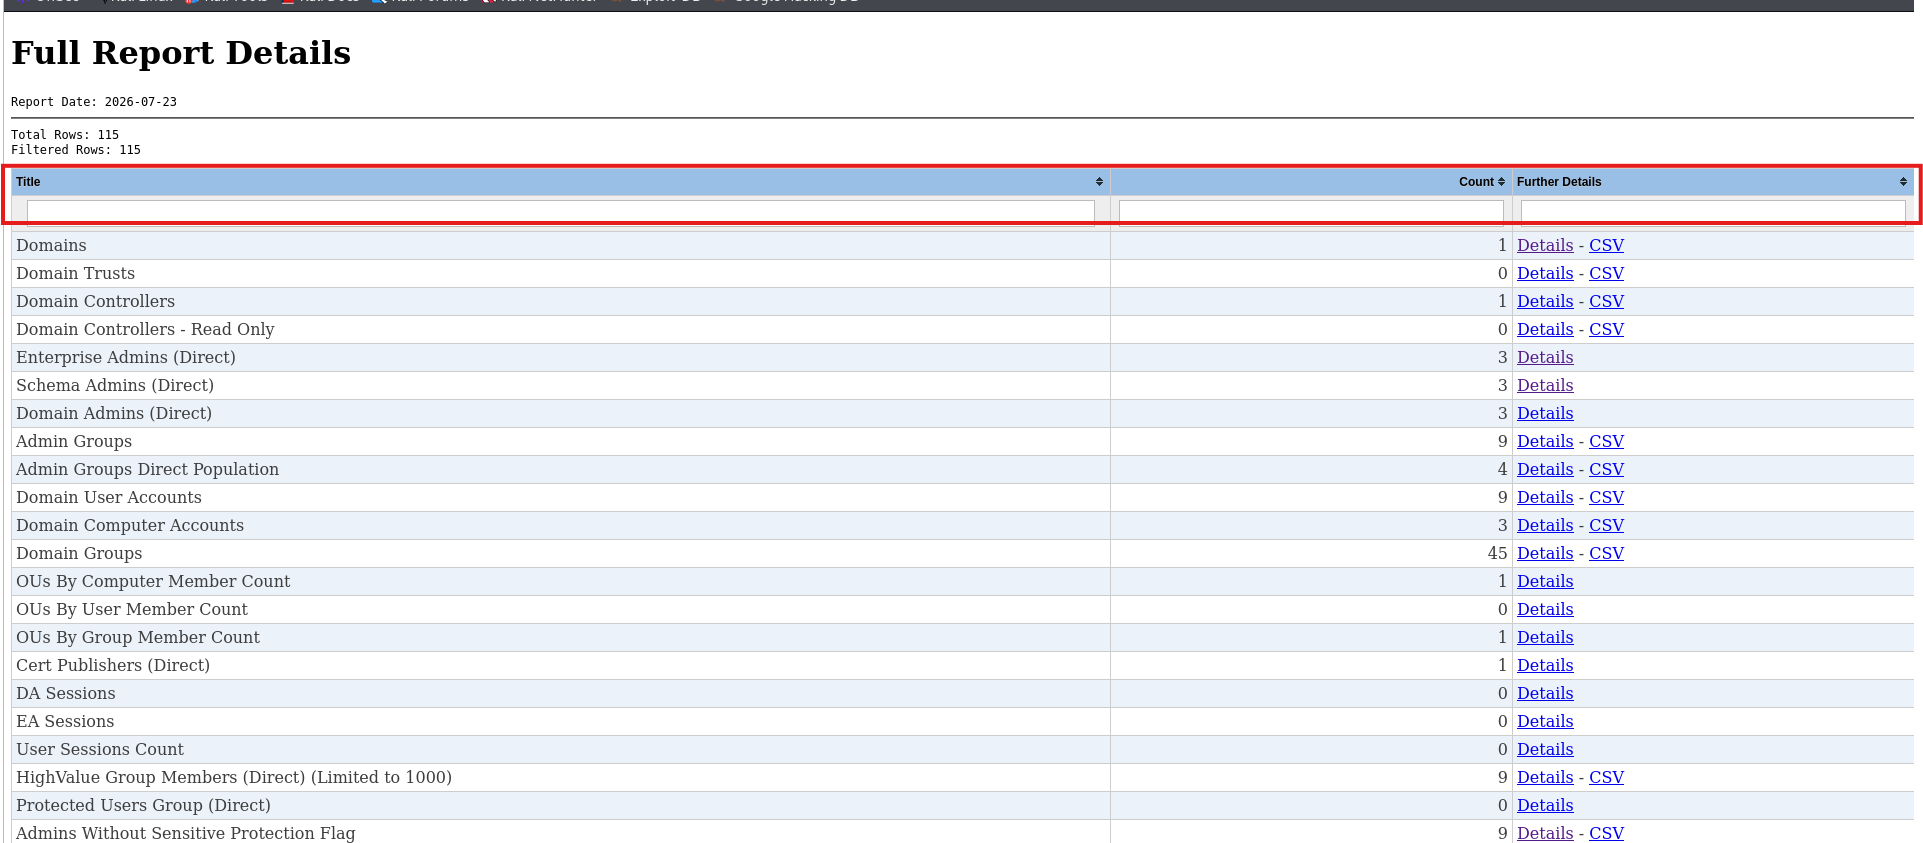 Full Report Details
Report Date: 2026-07-23
Total Rows: 115
Filtered Rows: 115
Title Count Further Details
Domains 1 Details - CSV
Domain Trusts 0 Details - CSV
Domain Controllers 1 Details - CSV
Domain Controllers - Read Only 0 Details - CSV
Enterprise Admins (Direct) 3 Details
Schema Admins (Direct) 3 Details
Domain Admins (Direct) 3 Details
Admin Groups 9 Details - CSV
Admin Groups Direct Population 4 Details - CSV
Domain User Accounts 9 Details - CSV
Domain Computer Accounts 3 Details - CSV
Domain Groups 45 Details - CSV
OUs By Computer Member Count 1 Details
OUs By User Member Count 0 Details
OUs By Group Member Count 1 Details
Cert Publishers (Direct) 1 Details
DA Sessions 0 Details
EA Sessions 0 Details
User Sessions Count 0 Details
HighValue Group Members (Direct) (Limited to 1000) 9 Details - CSV
Protected Users Group (Direct) 0 Details
Admins Without Sensitive Protection Flag 9 Details - CSV